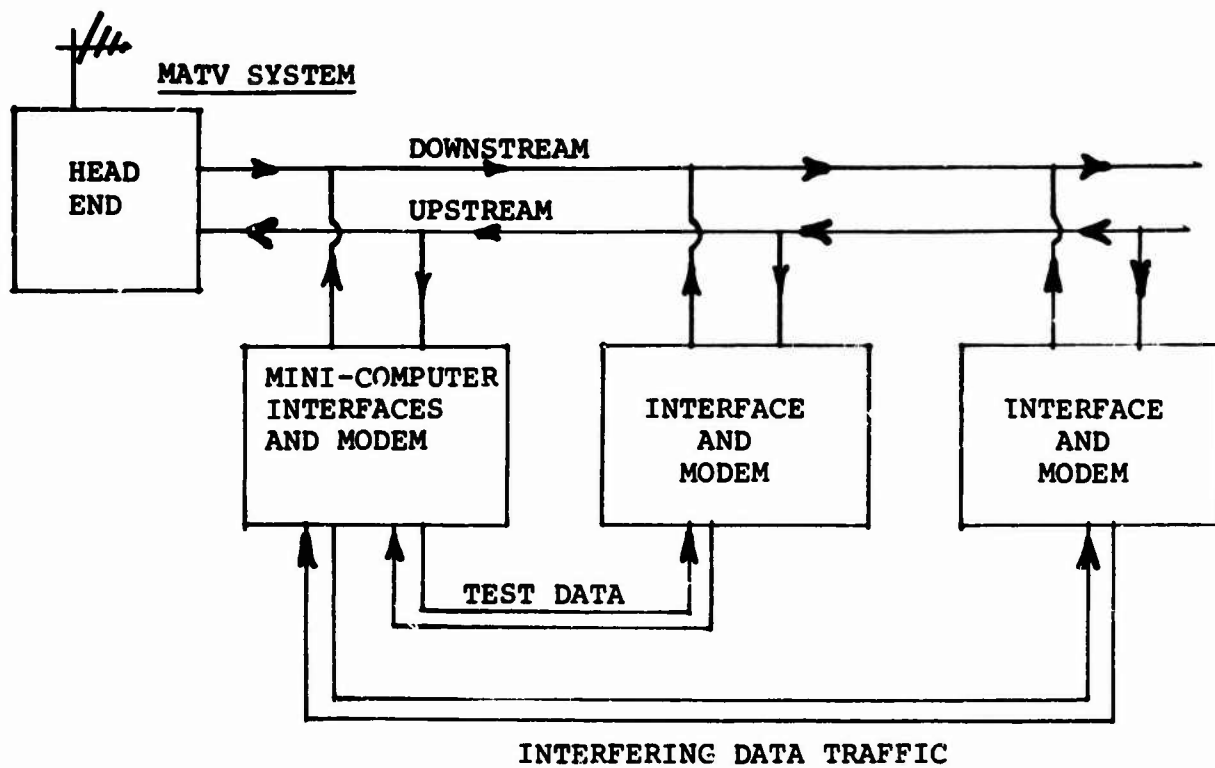 MATV SYSTEM
HEAD
END
DOWNSTREAM
UPSTREAM
MINI-COMPUTER
INTERFACES
AND MODEM
INTERFACE
AND
MODEM
INTERFACE
AND
MODEM
TEST DATA
INTERFERING DATA TRAFFIC